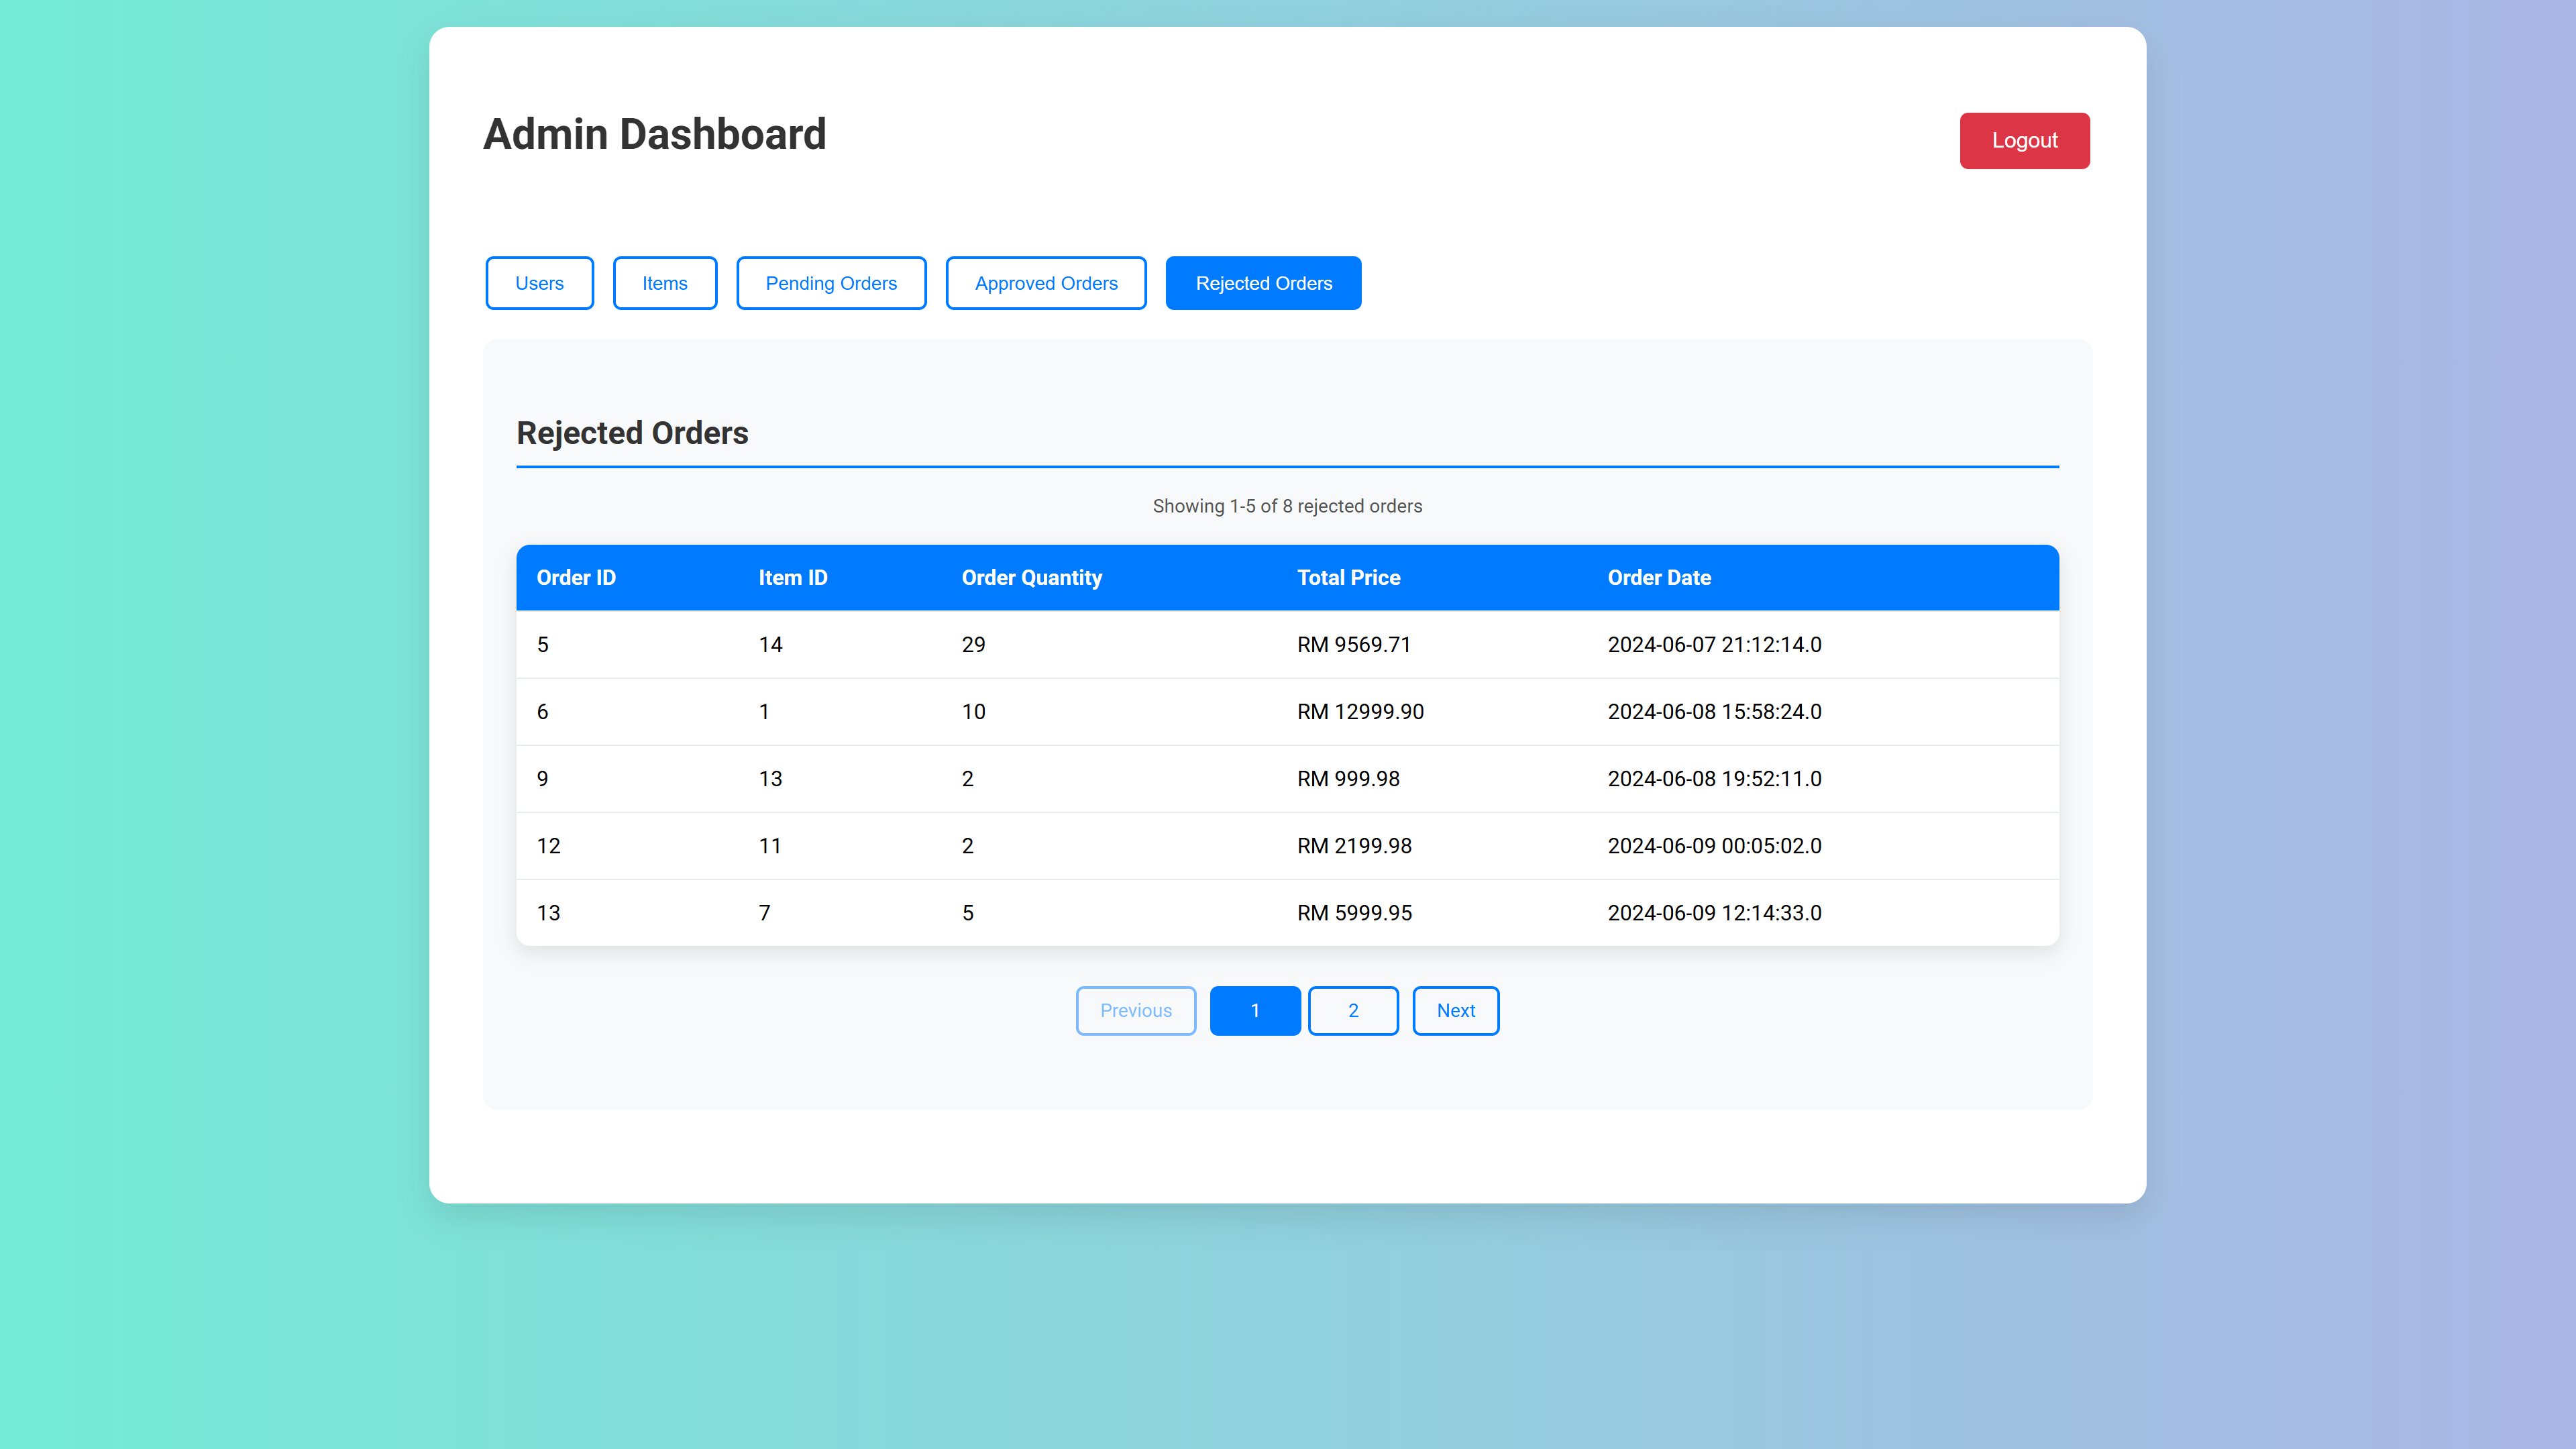 Admin Dashboard
Logout
Users Items Pending Orders Approved Orders Rejected Orders
Rejected Orders
Showing 1-5 of 8 rejected orders
Order ID Item ID Order Quantity Total Price Order Date
5 14 29 RM 9569.71 2024-06-07 21:12:14.0
6 1 10 RM 12999.90 2024-06-08 15:58:24.0
9 13 2 RM 999.98 2024-06-08 19:52:11.0
12 11 2 RM 2199.98 2024-06-09 00:05:02.0
13 7 5 RM 5999.95 2024-06-09 12:14:33.0
Previous 1 2 Next